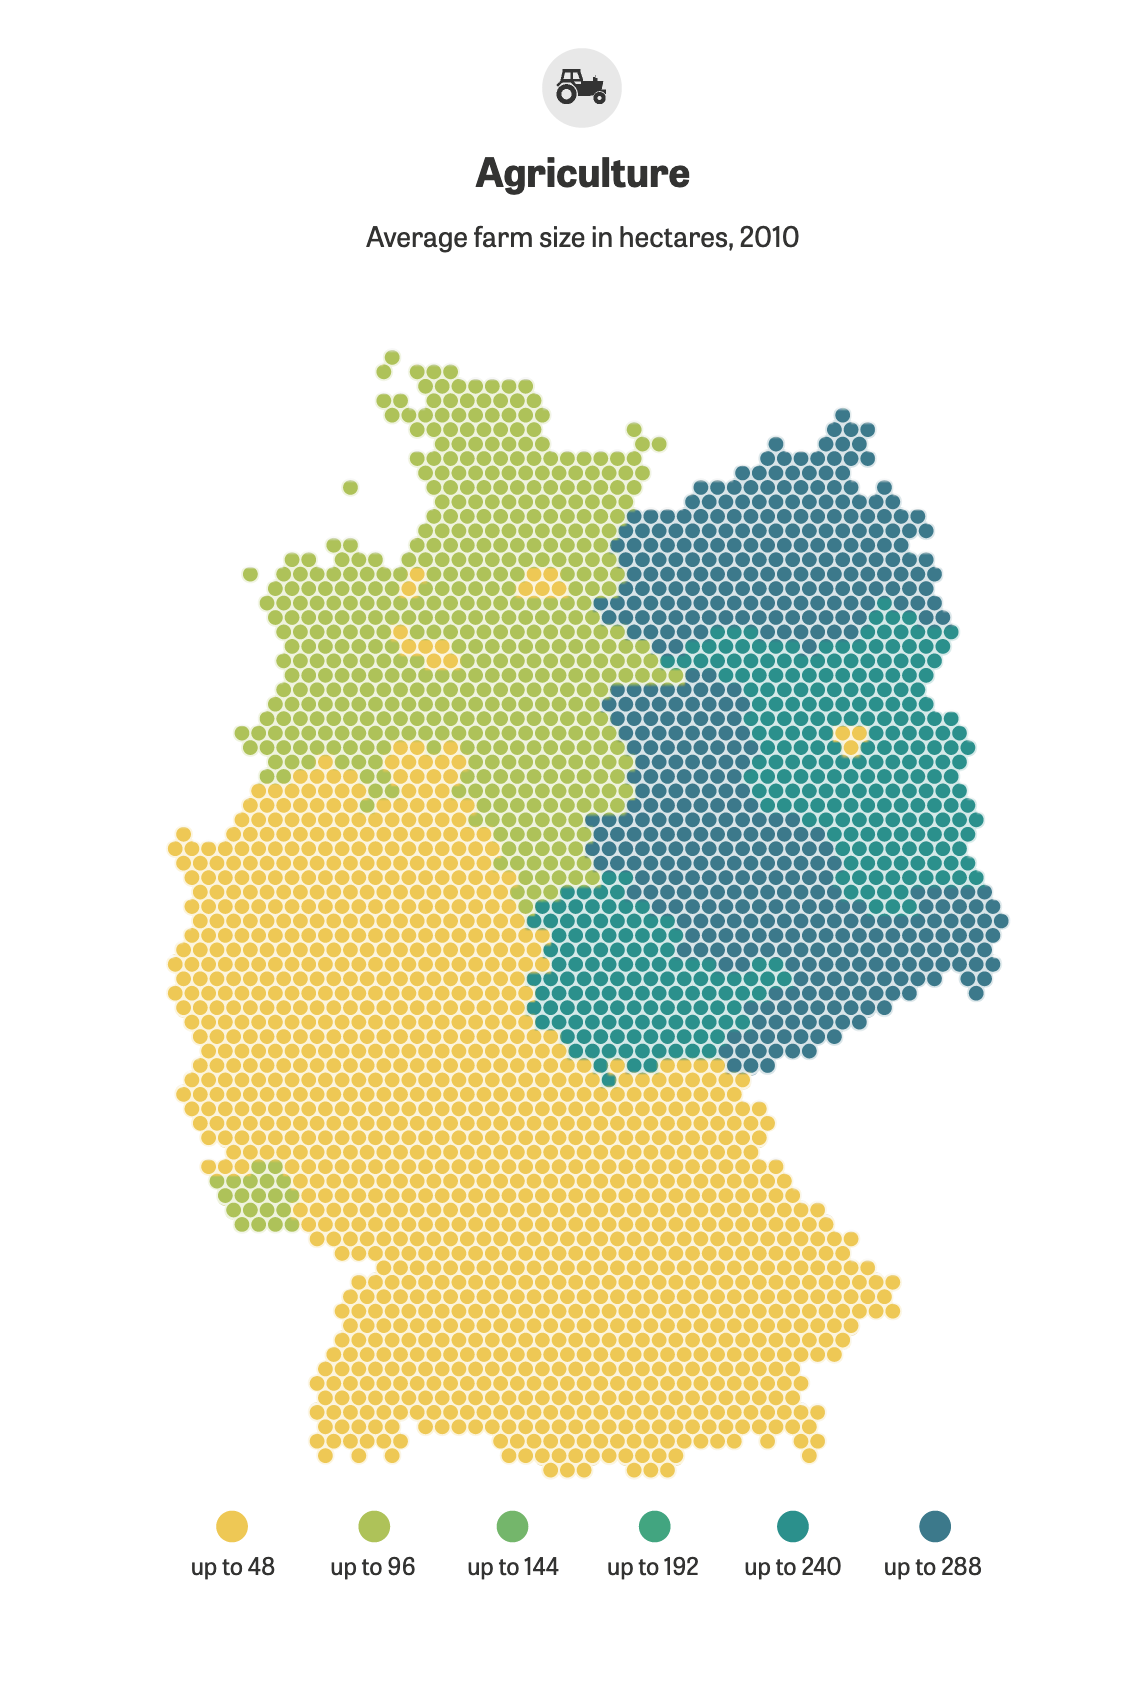 Agriculture
Average farm size in hectares, 2010
up to 48
up to 96
up to 144
up to 192
up to 240
up to 288